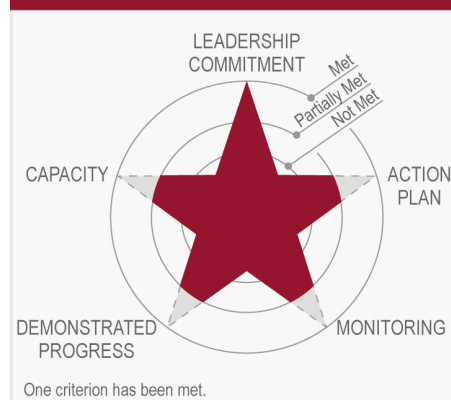 LEADERSHIP
COMMITMENT
Met
Partially Met
Not Met
CAPACITY
ACTION
PLAN
DEMONSTRATED
PROGRESS
MONITORING
One criterion has been met.